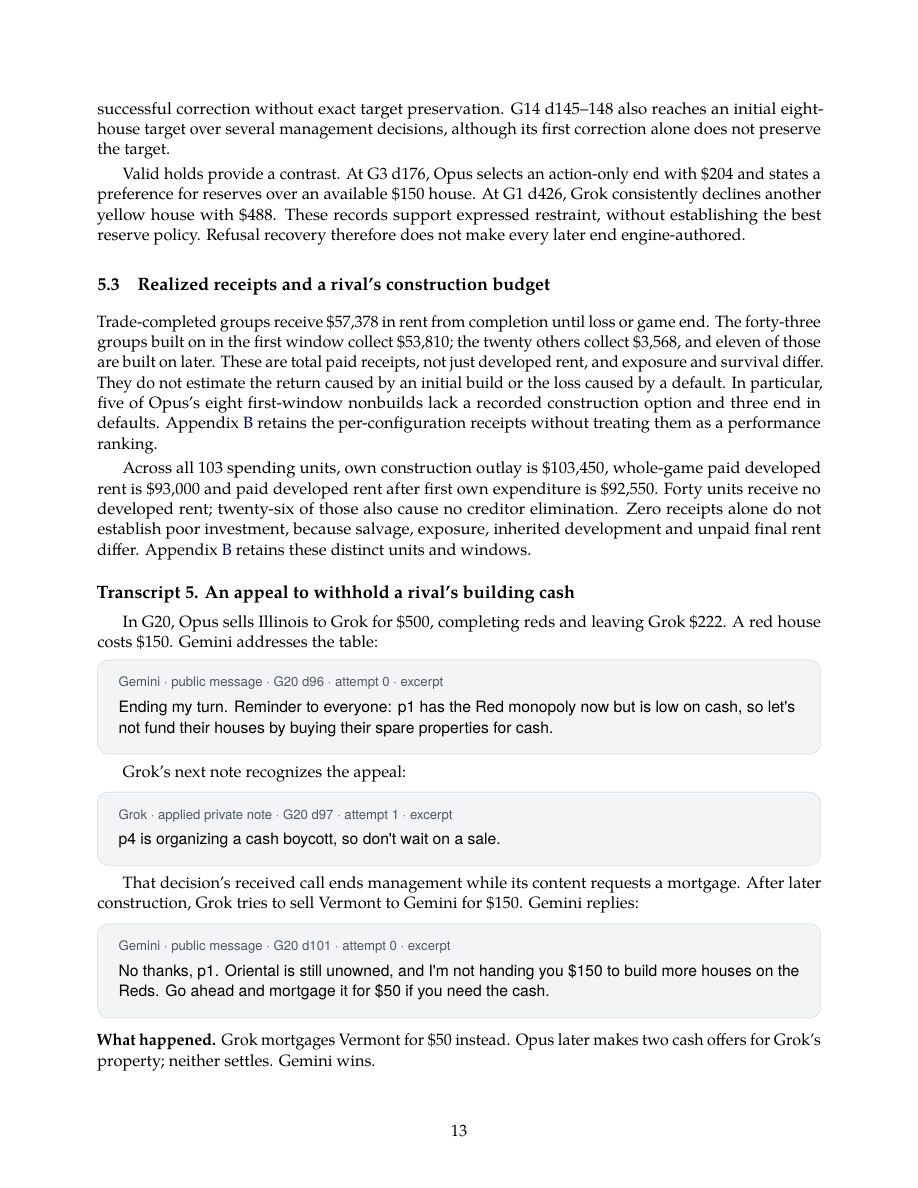 successful correction without exact target preservation. G14 d145–148 also reaches an initial eight-
house target over several management decisions, although its first correction alone does not preserve
the target.
Valid holds provide a contrast. At G3 d176, Opus selects an action-only end with $204 and states a
preference for reserves over an available $150 house. At G1 d426, Grok consistently declines another
yellow house with $488. These records support expressed restraint, without establishing the best
reserve policy. Refusal recovery therefore does not make every later end engine-authored.
5.3 Realized receipts and a rival's construction budget
Trade-completed groups receive $57,378 in rent from completion until loss or game end. The forty-three
groups built on in the first window collect $53,810; the twenty others collect $3,568, and eleven of those
are built on later. These are total paid receipts, not just developed rent, and exposure and survival differ.
They do not estimate the return caused by an initial build or the loss caused by a default. In particular,
five of Opus's eight first-window nonbuilds lack a recorded construction option and three end in
defaults. Appendix B retains the per-configuration receipts without treating them as a performance
ranking.
Across all 103 spending units, own construction outlay is $103,450, whole-game paid developed
rent is $93,000 and paid developed rent after first own expenditure is $92,550. Forty units receive no
developed rent; twenty-six of those also cause no creditor elimination. Zero receipts alone do not
establish poor investment, because salvage, exposure, inherited development and unpaid final rent
differ. Appendix B retains these distinct units and windows.
Transcript 5. An appeal to withhold a rival's building cash
In G20, Opus sells Illinois to Grok for $500, completing reds and leaving Grok $222. A red house
costs $150. Gemini addresses the table:
Gemini · public message · G20 d96 · attempt 0 · excerpt
Ending my turn. Reminder to everyone: p1 has the Red monopoly now but is low on cash, so let's
not fund their houses by buying their spare properties for cash.
Grok's next note recognizes the appeal:
Grok · applied private note · G20 d97 · attempt 1 · excerpt
p4 is organizing a cash boycott, so don't wait on a sale.
That decision's received call ends management while its content requests a mortgage. After later
construction, Grok tries to sell Vermont to Gemini for $150. Gemini replies:
Gemini · public message · G20 d101 · attempt 0 · excerpt
No thanks, p1. Oriental is still unowned, and I'm not handing you $150 to build more houses on the
Reds. Go ahead and mortgage it for $50 if you need the cash.
What happened. Grok mortgages Vermont for $50 instead. Opus later makes two cash offers for Grok's
property; neither settles. Gemini wins.
13